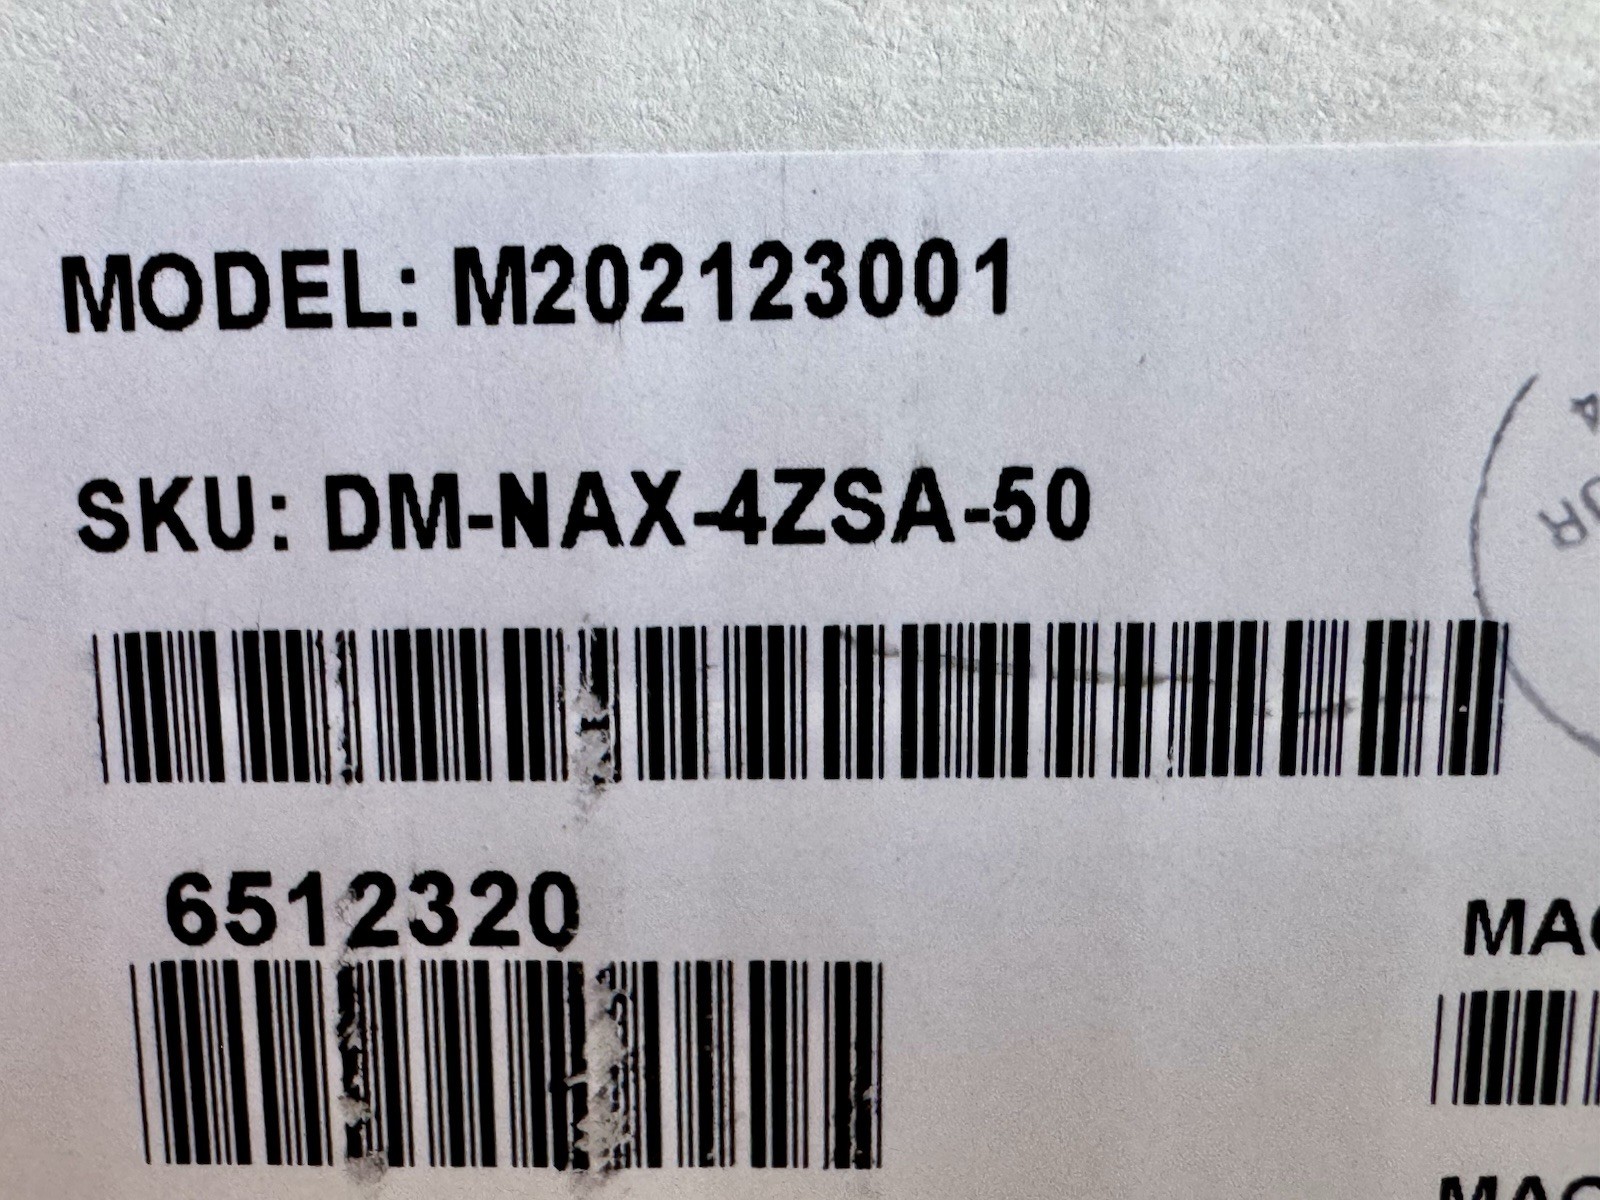 MODEL: M202123001
SKU: DM-NAX-4ZSA-50
6512320